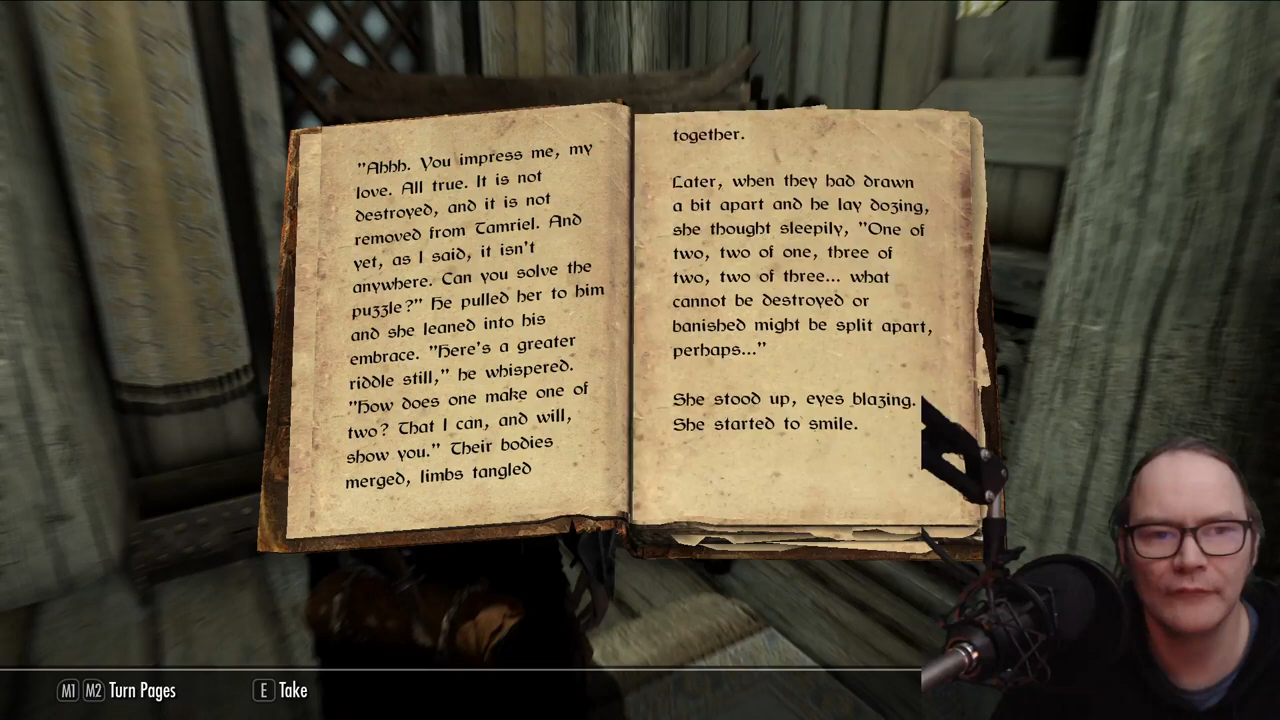 "Ahhh. You impress me, my
love. All true. It is not
destroyed, and it is not
removed from Tamriel. And
yet, as I said, it isn't
anywhere. Can you solve the
puzzle?" He pulled her to him
and she leaned into his
embrace. "Here's a greater
riddle still," he whispered.
"How does one make one of
two? That I can, and will,
show you." Their bodies
merged, limbs tangled
together.
Later, when they had drawn
a bit apart and he lay dozing,
she thought sleepily, "One of
two, two of one, three of
two, two of three... what
cannot be destroyed or
banished might be split apart,
perhaps..."
She stood up, eyes blazing.
She started to smile.
M1 M2 Turn Pages
E Take